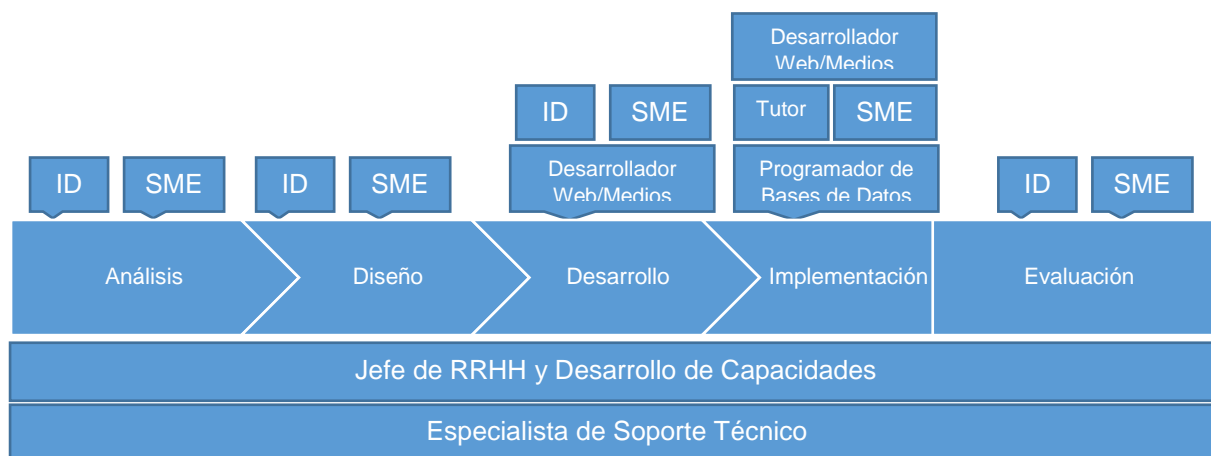 Desarrollador
Web/Medios
ID SME Tutor SME
ID SME ID SME Desarrollador
Web/Medios Programador de
Bases de Datos ID SME
Análisis Diseño Desarrollo Implementación Evaluación
Jefe de RRHH y Desarrollo de Capacidades
Especialista de Soporte Técnico